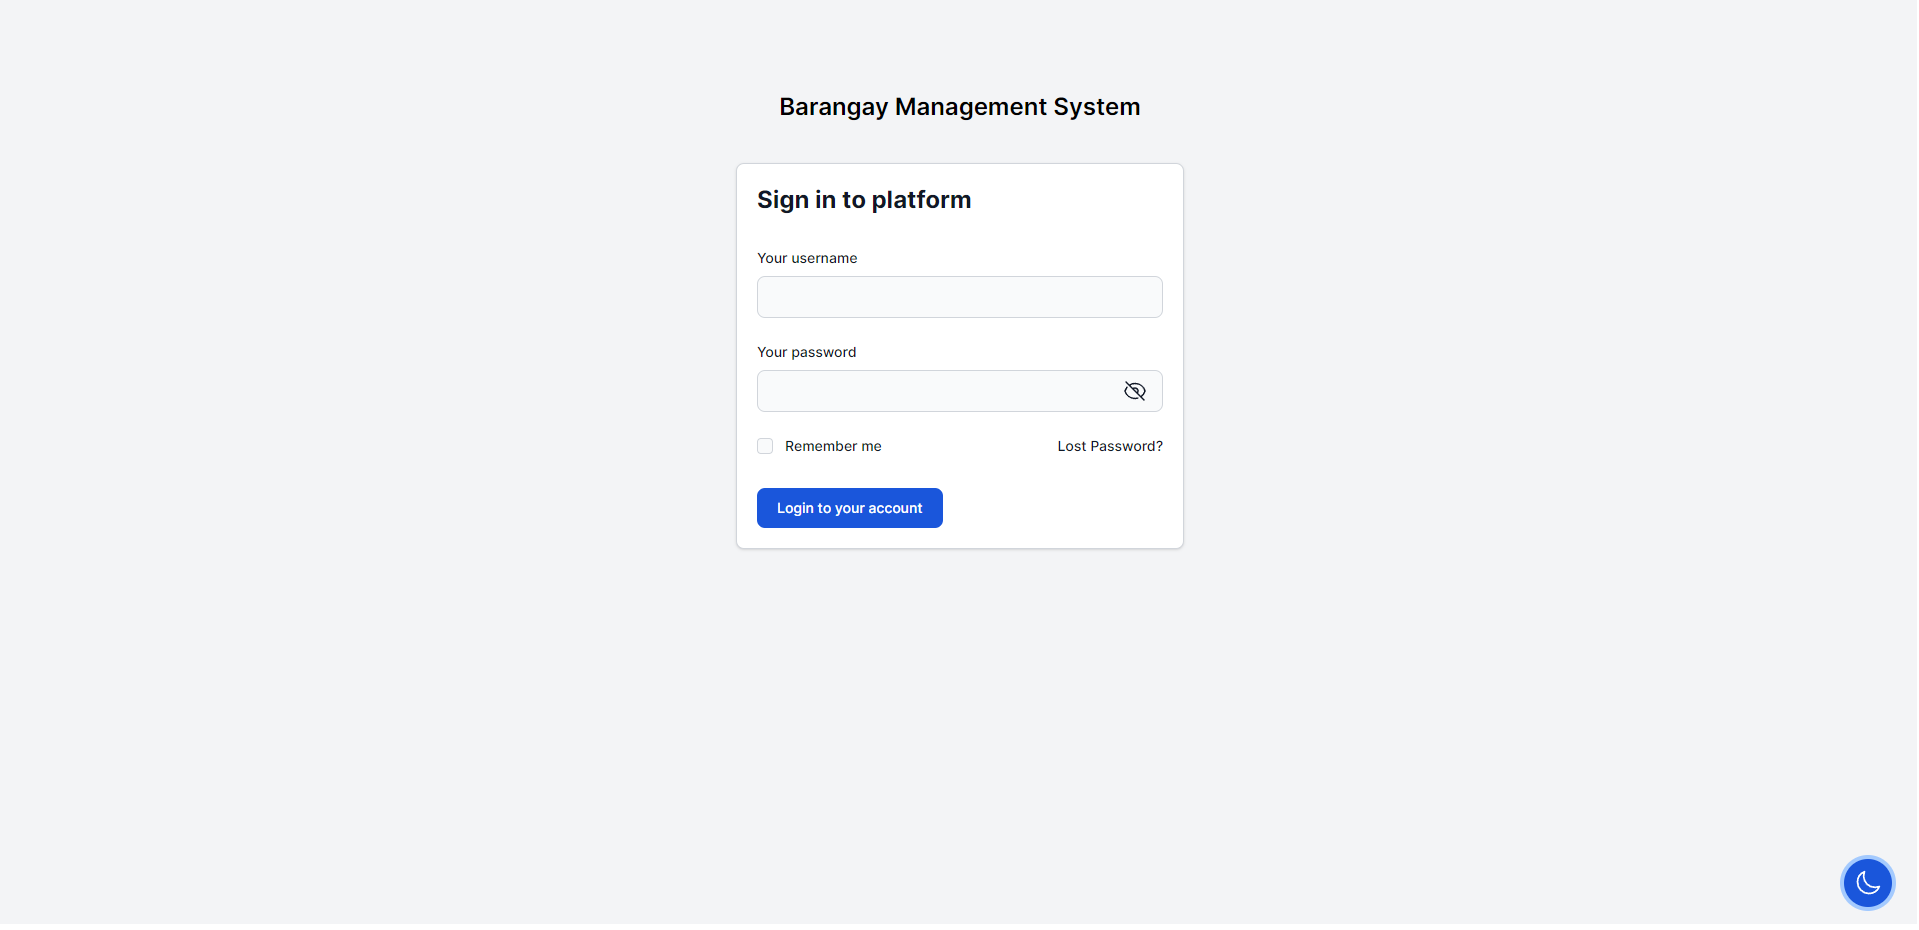 Barangay Management System
Sign in to platform
Your username
Your password
Remember me Lost Password?
Login to your account